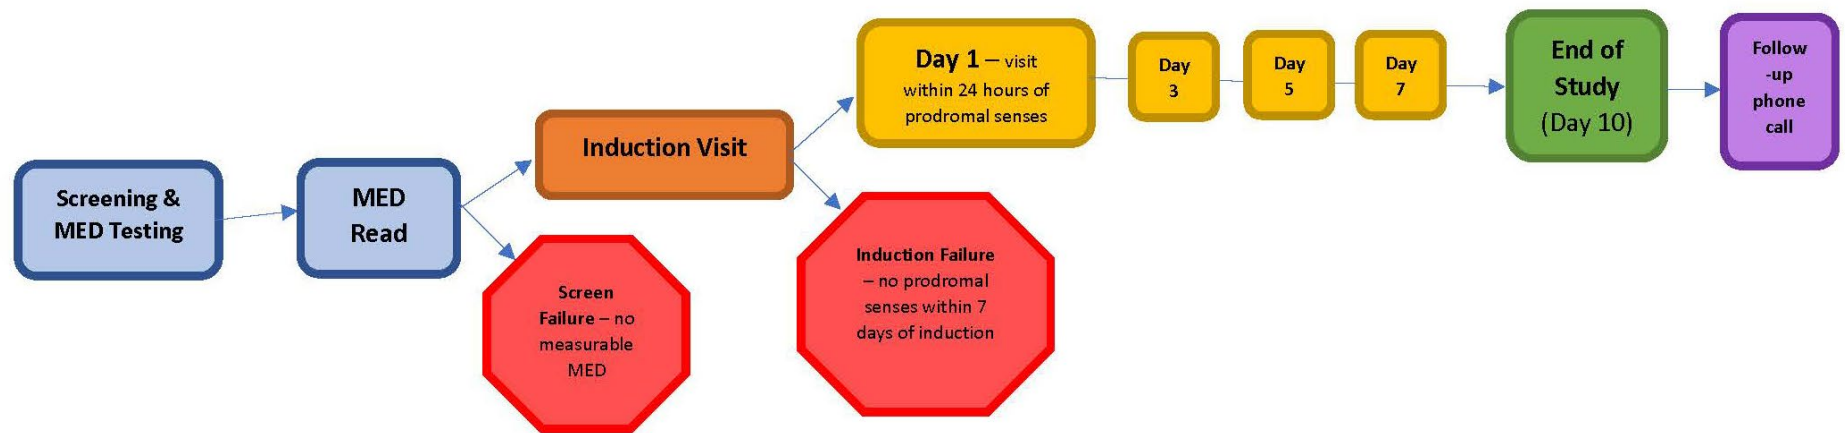 Screening &
MED Testing
MED
Read
Induction Visit
Screen
Failure – no
measurable
MED
Day 1 – visit
within 24 hours of
prodromal senses
Induction Failure
– no prodromal
senses within 7
days of induction
Day
3
Day
5
Day
7
End of
Study
(Day 10)
Follow
-up
phone
call